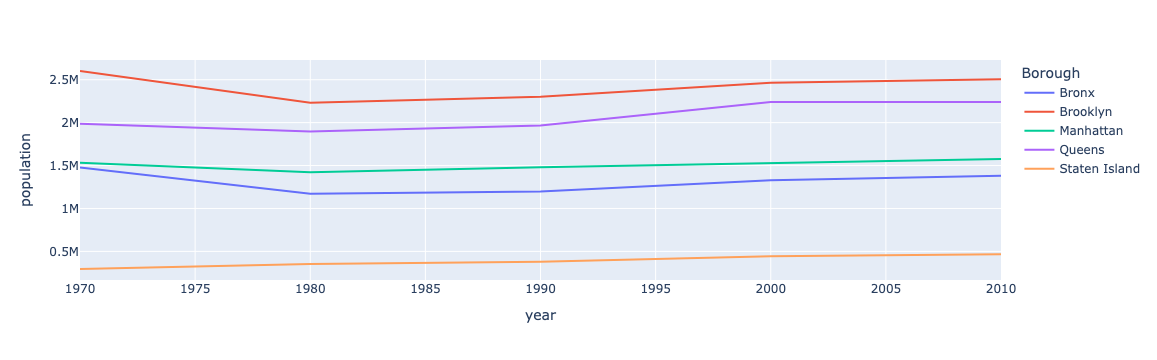 2.5M
2M
1.5M
1M
0.5M
population
1970 1975 1980 1985 1990 1995 2000 2005 2010
year
Borough
Bronx
Brooklyn
Manhattan
Queens
Staten Island